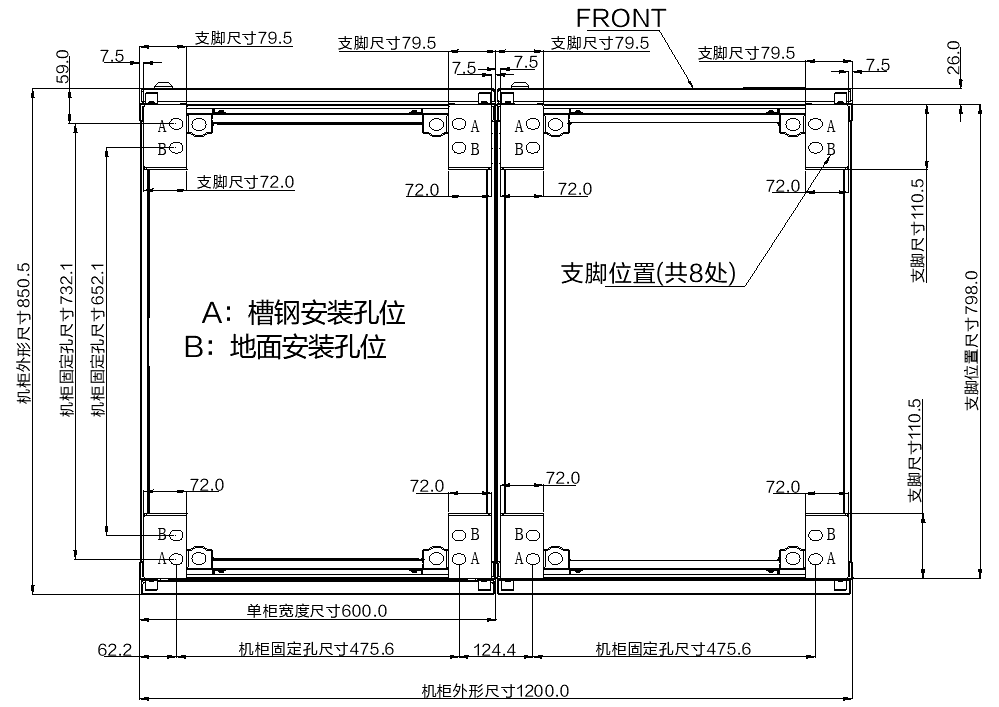 FRONT
支脚尺寸79.5
支脚尺寸79.5
支脚尺寸79.5
支脚尺寸79.5
7.5
7.5
7.5
7.5
59.0
26.0
A
A
A
A
B
B
B
B
支脚尺寸72.0
72.0
72.0
72.0
支脚尺寸110.5
支脚位置(共8处)
A：槽钢安装孔位
B：地面安装孔位
机柜外形尺寸850.5
机柜固定孔尺寸732.1
机柜固定孔尺寸652.1
支脚位置尺寸798.0
支脚尺寸110.5
72.0
72.0
72.0
72.0
B
B
B
B
A
A
A
A
单柜宽度尺寸600.0
62.2
机柜固定孔尺寸475.6
124.4
机柜固定孔尺寸475.6
机柜外形尺寸1200.0